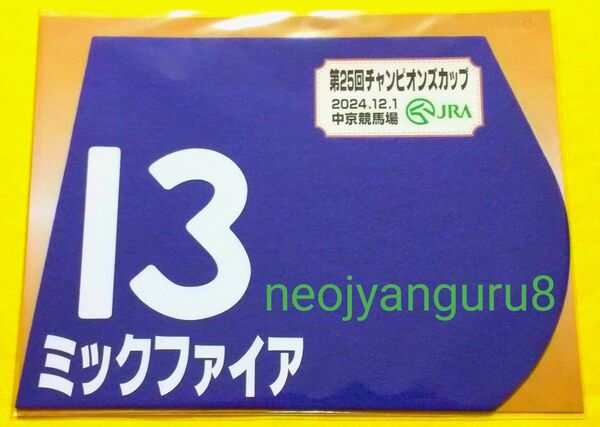 第25回チャンピオンズカップ
2024.12.1
中京競馬場 JRA
13
neojyanguru8
ミックファイア